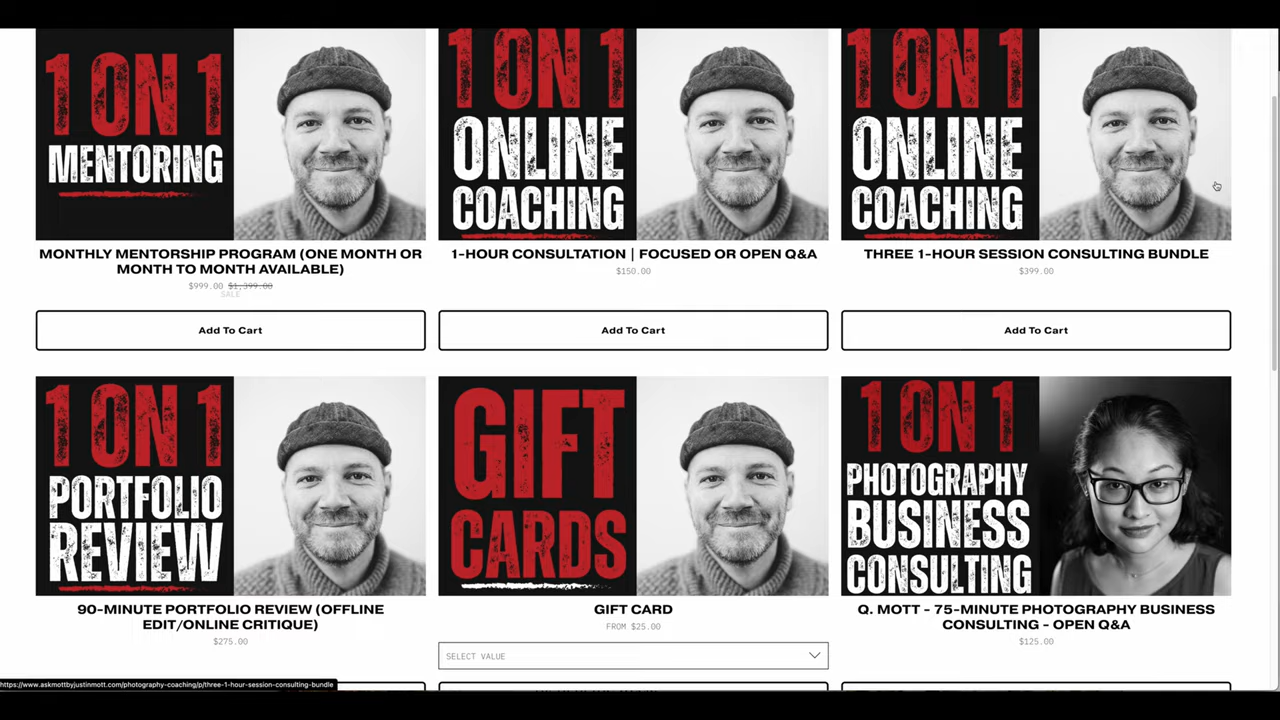 1 ON 1
MENTORING
1 ON 1
ONLINE
COACHING
1 ON 1
ONLINE
COACHING
MONTHLY MENTORSHIP PROGRAM (ONE MONTH OR
MONTH TO MONTH AVAILABLE)
$999.00 $1,399.00
SALE
1-HOUR CONSULTATION | FOCUSED OR OPEN Q&A
$150.00
THREE 1-HOUR SESSION CONSULTING BUNDLE
$399.00
Add To Cart
Add To Cart
Add To Cart
1 ON 1
PORTFOLIO
REVIEW
GIFT
CARDS
1 ON 1
PHOTOGRAPHY
BUSINESS
CONSULTING
90-MINUTE PORTFOLIO REVIEW (OFFLINE
EDIT/ONLINE CRITIQUE)
$275.00
GIFT CARD
FROM $25.00
SELECT VALUE
Q. MOTT - 75-MINUTE PHOTOGRAPHY BUSINESS
CONSULTING - OPEN Q&A
$125.00
https://www.askmottbyjustinmott.com/photography-coaching/p/three-1-hour-session-consulting-bundle